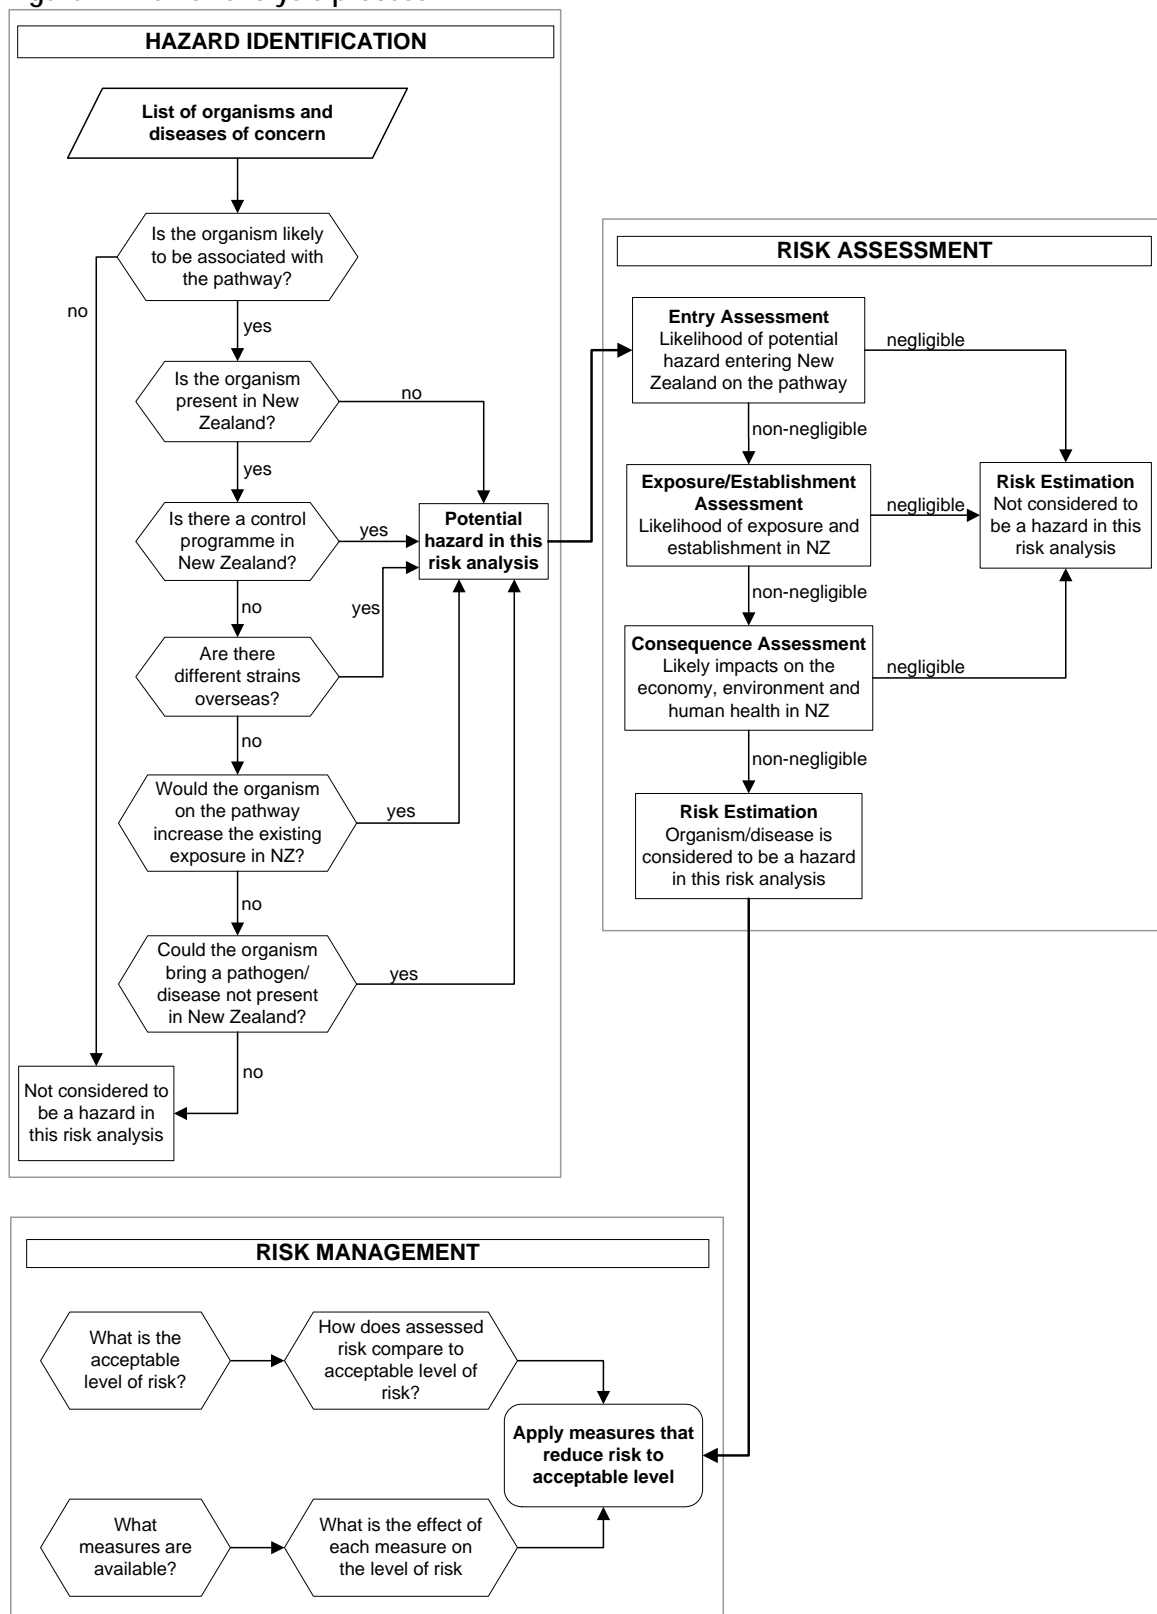 HAZARD IDENTIFICATION
List of organisms and
diseases of concern
Is the organism likely
to be associated with
the pathway?
no
yes
Is the organism
present in New
Zealand?
no
yes
Is there a control
programme in
New Zealand?
yes
Potential
hazard in this
risk analysis
no
yes
Are there
different strains
overseas?
no
Would the organism
on the pathway
increase the existing
exposure in NZ?
yes
no
Could the organism
bring a pathogen/
disease not present
in New Zealand?
yes
no
Not considered to
be a hazard in
this risk analysis
RISK ASSESSMENT
Entry Assessment
Likelihood of potential
hazard entering New
Zealand on the pathway
negligible
non-negligible
Exposure/Establishment
Assessment
Likelihood of exposure and
establishment in NZ
negligible
Risk Estimation
Not considered to
be a hazard in this
risk analysis
non-negligible
Consequence Assessment
Likely impacts on the
economy, environment and
human health in NZ
negligible
non-negligible
Risk Estimation
Organism/disease is
considered to be a hazard
in this risk analysis
RISK MANAGEMENT
What is the
acceptable
level of risk?
How does assessed
risk compare to
acceptable level of
risk?
Apply measures that
reduce risk to
acceptable level
What
measures are
available?
What is the effect of
each measure on
the level of risk